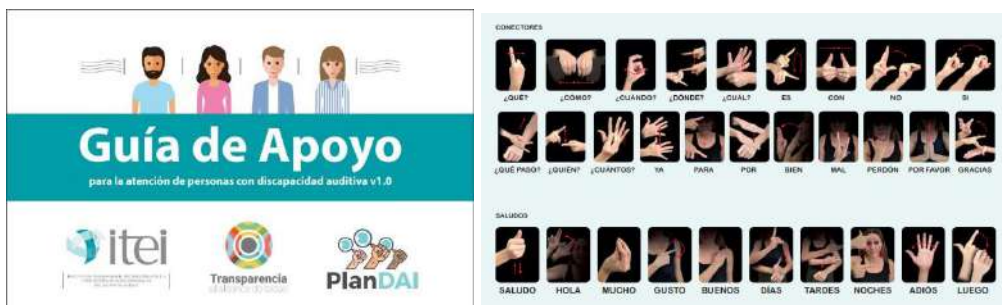 Guía de Apoyo
para la atención de personas con discapacidad auditiva v1.0
itei
Transparencia
PlanDAI
CONECTORES
¿QUÉ? ¿CÓMO? ¿CUÁNDO? ¿DÓNDE? ¿CUÁL? ES CON NO SI
¿QUÉ PASO? ¿QUIÉN? ¿CUÁNTOS? YA PARA POR BIEN MAL PERDÓN POR FAVOR GRACIAS
SALUDOS
SALUDO HOLA MUCHO GUSTO BUENOS DÍAS TARDES NOCHES ADIÓS LUEGO